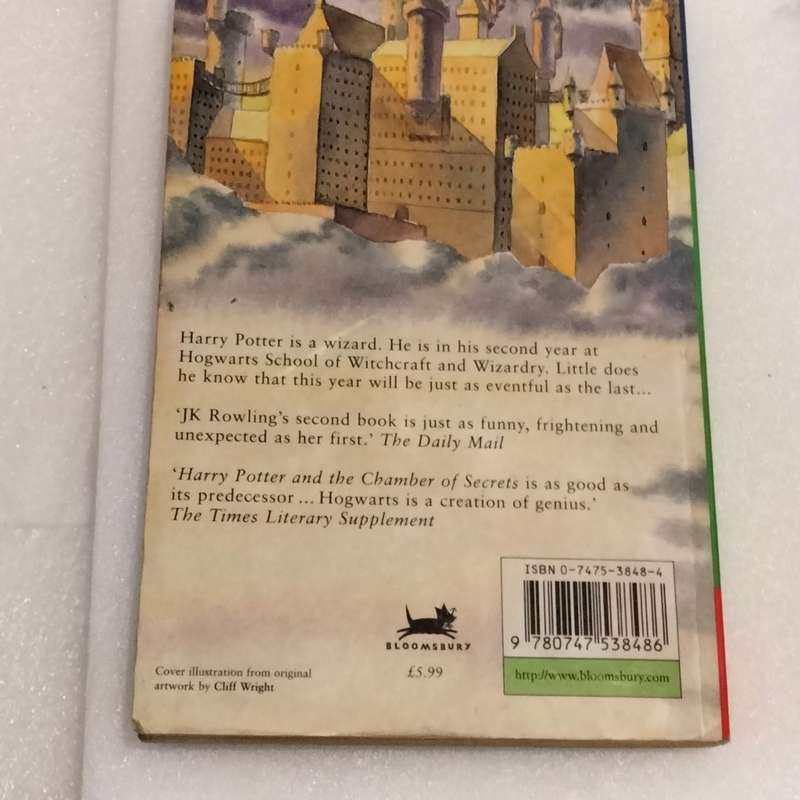 Harry Potter is a wizard. He is in his second year at
Hogwarts School of Witchcraft and Wizardry. Little does
he know that this year will be just as eventful as the last...
‘JK Rowling’s second book is just as funny, frightening and
unexpected as her first.’ The Daily Mail
‘Harry Potter and the Chamber of Secrets is as good as
its predecessor ... Hogwarts is a creation of genius.’
The Times Literary Supplement
ISBN 0-7475-3848-4
9 780747 538486
BLOOMSBURY
£5.99
http://www.bloomsbury.com
Cover illustration from original
artwork by Cliff Wright